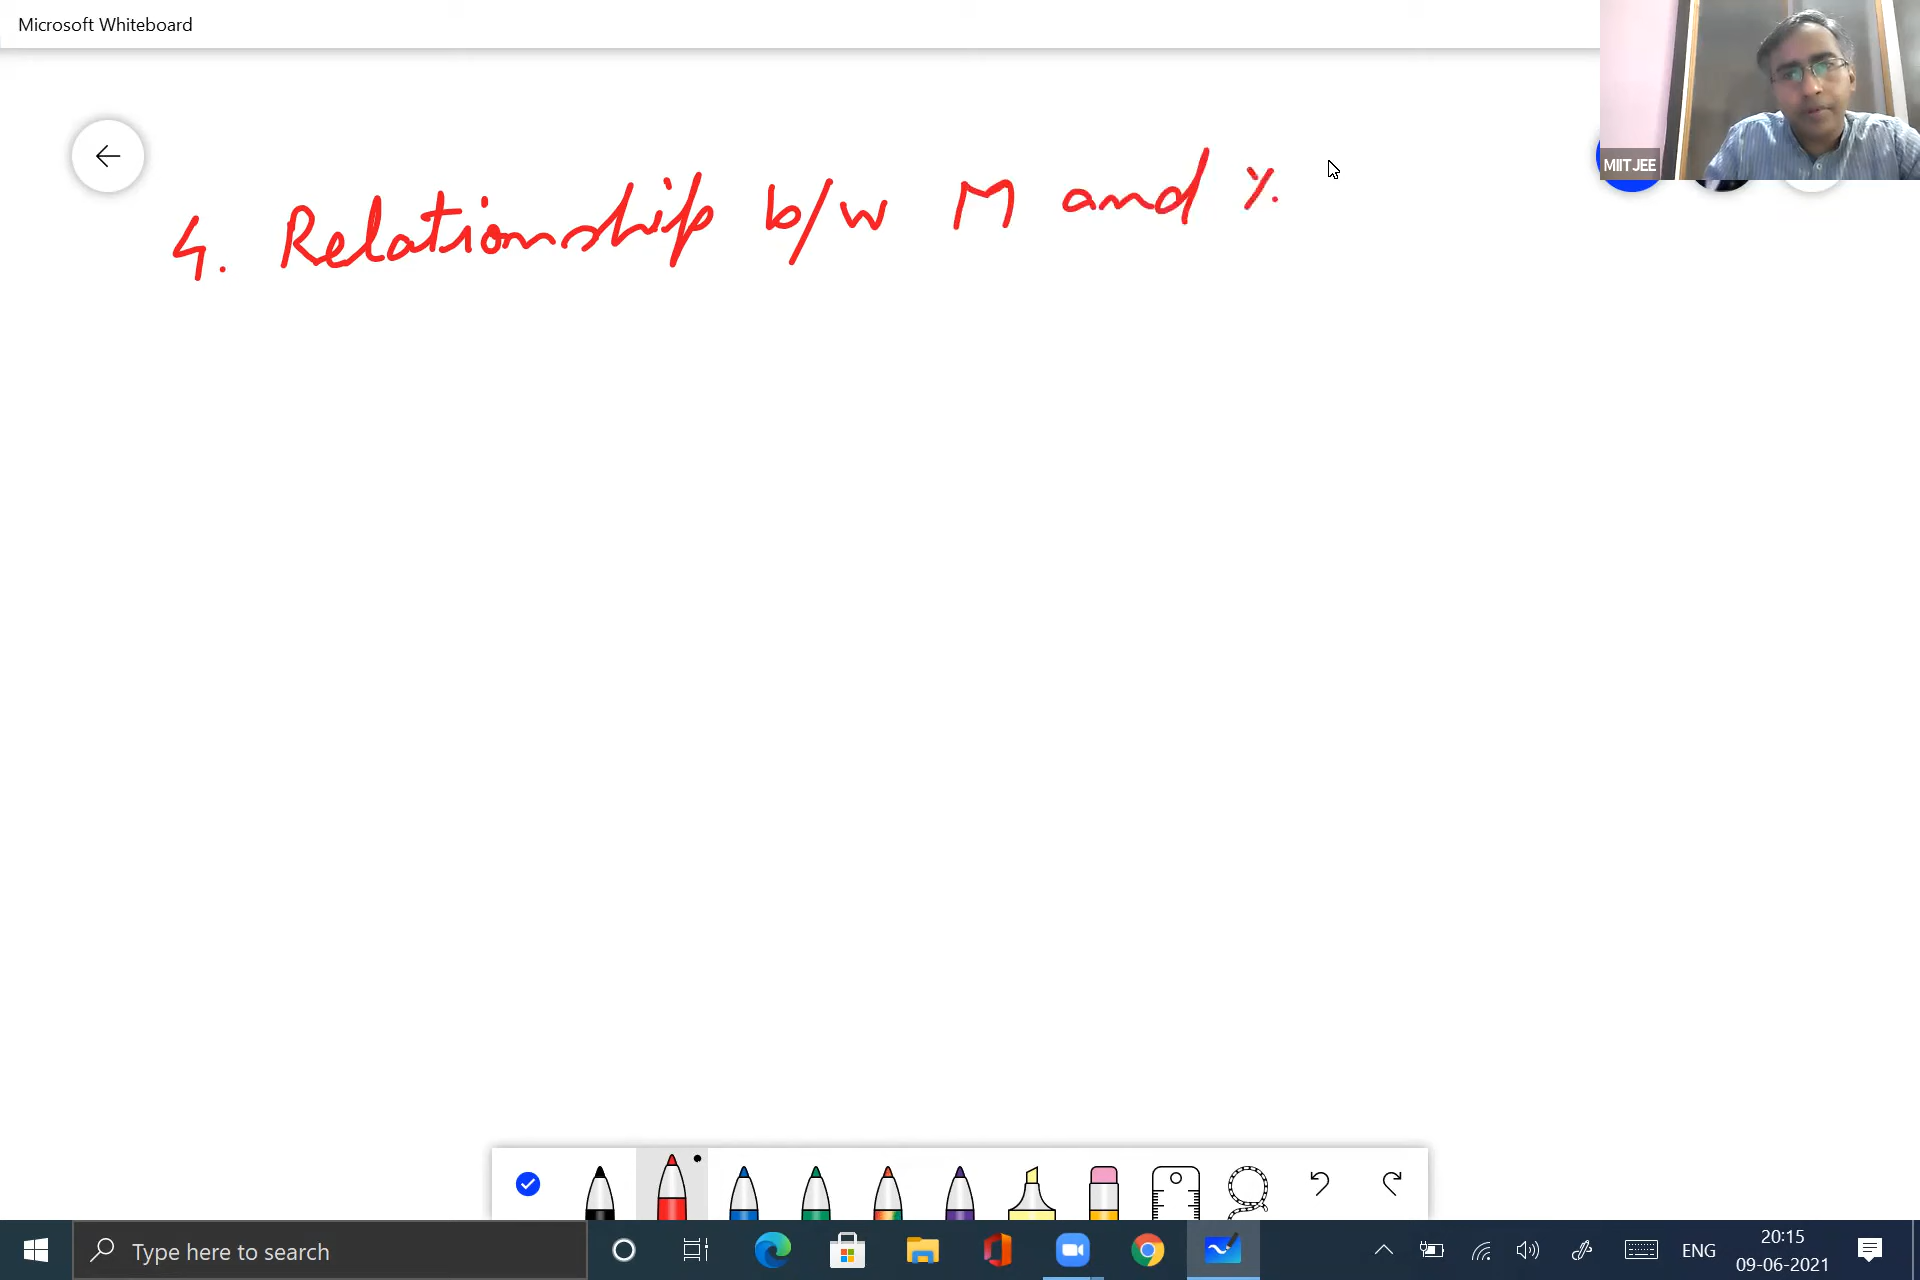 Microsoft Whiteboard
MIIT JEE
4. Relationship b/w M and %
Type here to search
ENG
20:15
09-06-2021